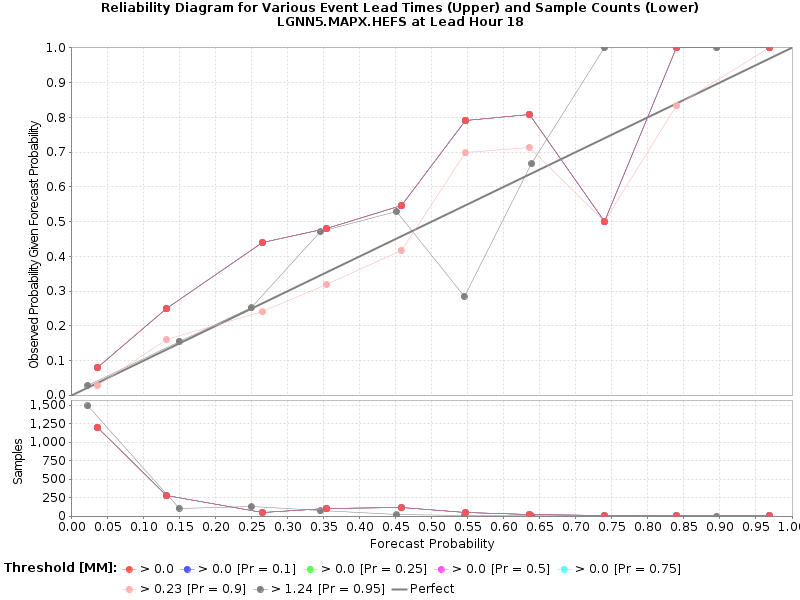 Reliability Diagram for Various Event Lead Times (Upper) and Sample Counts (Lower)
LGNN5.MAPX.HEFS at Lead Hour 18
Observed Probability Given Forecast Probability
1.0
0.9
0.8
0.7
0.6
0.5
0.4
0.3
0.2
0.1
0.0
Samples
1,500
1,250
1,000
750
500
250
0
0.00 0.05 0.10 0.15 0.20 0.25 0.30 0.35 0.40 0.45 0.50 0.55 0.60 0.65 0.70 0.75 0.80 0.85 0.90 0.95 1.00
Forecast Probability
Threshold [MM]: > 0.0 > 0.0 [Pr = 0.1] > 0.0 [Pr = 0.25] > 0.0 [Pr = 0.5] > 0.0 [Pr = 0.75]
> 0.23 [Pr = 0.9] > 1.24 [Pr = 0.95] Perfect